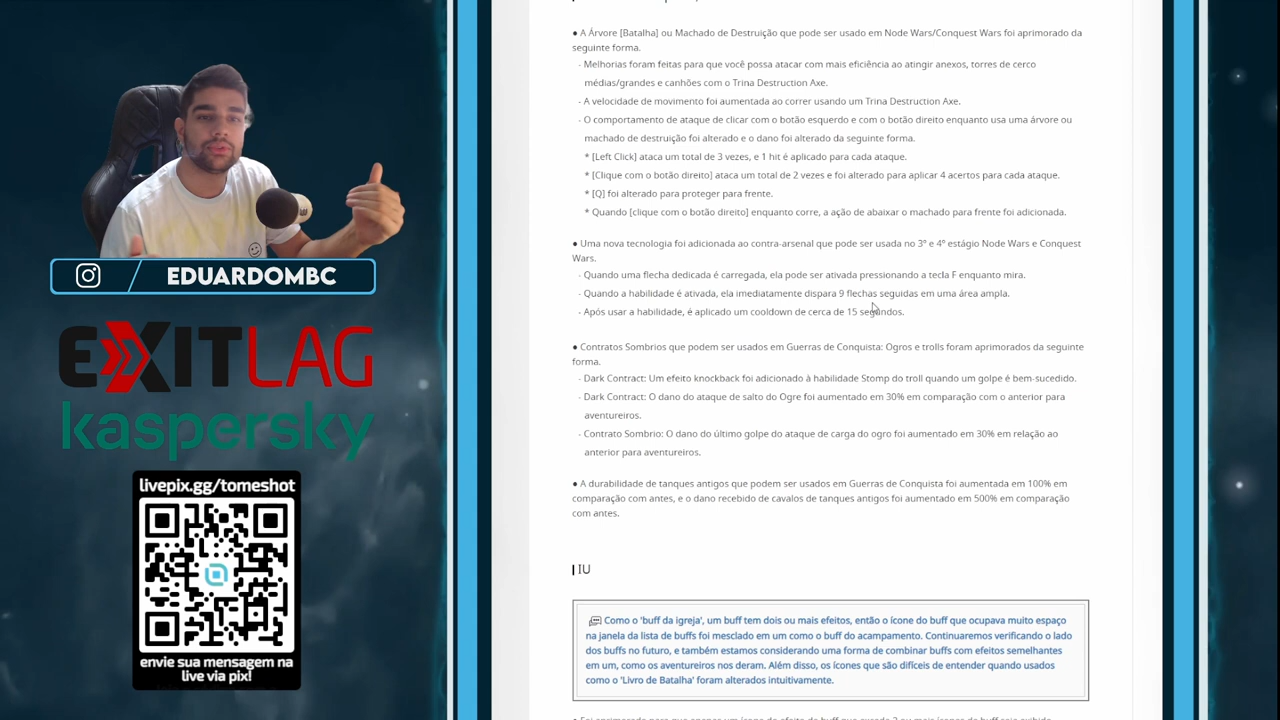 ● A Árvore [Batalha] ou Machado de Destruição que pode ser usado em Node Wars/Conquest Wars foi aprimorado da
seguinte forma.
- Melhorias foram feitas para que você possa atacar com mais eficiência ao atingir anexos, torres de cerco
médias/grandes e canhões com o Trina Destruction Axe.
- A velocidade de movimento foi aumentada ao correr usando um Trina Destruction Axe.
- O comportamento de ataque de clicar com o botão esquerdo e com o botão direito enquanto usa uma árvore ou
machado de destruição foi alterado e o dano foi alterado da seguinte forma.
* [Left Click] ataca um total de 3 vezes, e 1 hit é aplicado para cada ataque.
* [Clique com o botão direito] ataca um total de 2 vezes e foi alterado para aplicar 4 acertos para cada ataque.
* [Q] foi alterado para proteger para frente.
* Quando [clique com o botão direito] enquanto corre, a ação de abaixar o machado para frente foi adicionada.
● Uma nova tecnologia foi adicionada ao contra-arsenal que pode ser usada no 3º e 4º estágio Node Wars e Conquest
Wars.
- Quando uma flecha dedicada é carregada, ela pode ser ativada pressionando a tecla F enquanto mira.
- Quando a habilidade é ativada, ela imediatamente dispara 9 flechas seguidas em uma área ampla.
- Após usar a habilidade, é aplicado um cooldown de cerca de 15 segundos.
● Contratos Sombrios que podem ser usados em Guerras de Conquista: Ogros e trolls foram aprimorados da seguinte
forma.
- Dark Contract: Um efeito knockback foi adicionado à habilidade Stomp do troll quando um golpe é bem-sucedido.
- Dark Contract: O dano do ataque de salto do Ogre foi aumentado em 30% em comparação com o anterior para
aventureiros.
- Contrato Sombrio: O dano do último golpe do ataque de carga do ogro foi aumentado em 30% em relação ao
anterior para aventureiros.
● A durabilidade de tanques antigos que podem ser usados em Guerras de Conquista foi aumentada em 100% em
comparação com antes, e o dano recebido de cavalos de tanques antigos foi aumentado em 500% em comparação
com antes.
IU
Como o 'buff da igreja', um buff tem dois ou mais efeitos, então o ícone do buff que ocupava muito espaço
na janela da lista de buffs foi mesclado em um como o buff do acampamento. Continuaremos verificando o lado
dos buffs no futuro, e também estamos considerando uma forma de combinar buffs com efeitos semelhantes
em um, como os aventureiros nos deram. Além disso, os ícones que são difíceis de entender quando usados
como o 'Livro de Batalha' foram alterados intuitivamente.
EDUARDOMBC
EXITLAG
kaspersky
livepix.gg/tomeshot
envie sua mensagem na
live via pix!